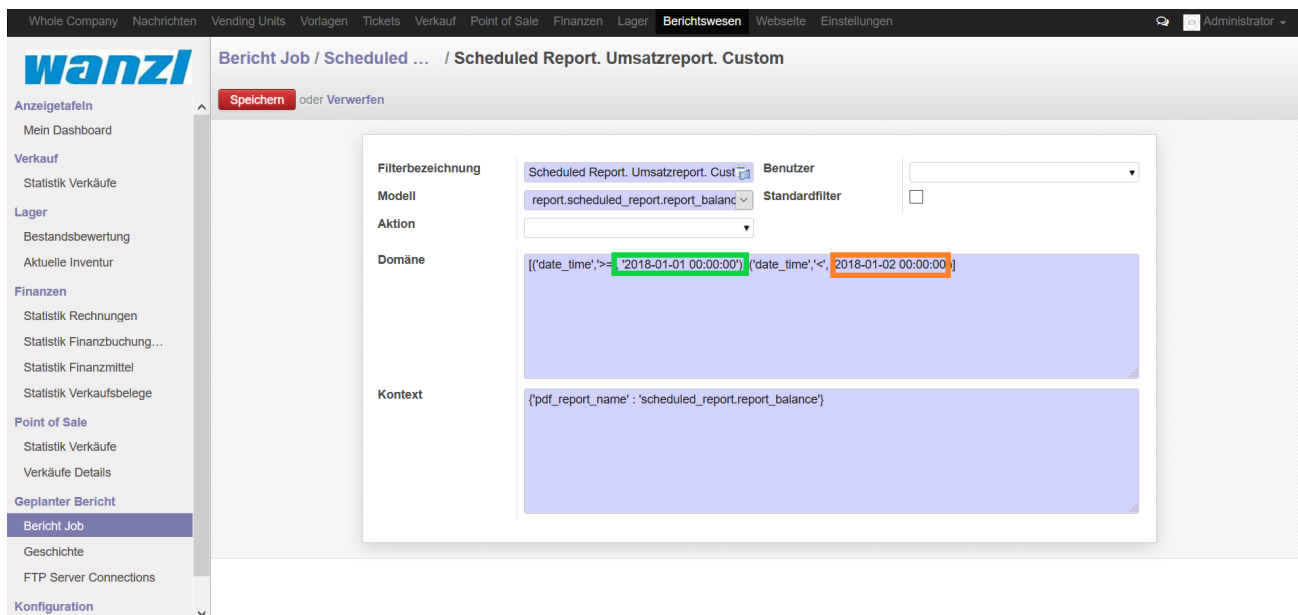 Whole Company Nachrichten Vending Units Vorlagen Tickets Verkauf Point of Sale Finanzen Lager Berichtswesen Webseite Einstellungen Administrator
wanzl
Bericht Job / Scheduled ... / Scheduled Report. Umsatzreport. Custom
Speichern oder Verwerfen
Anzeigetafeln
Mein Dashboard
Verkauf
Statistik Verkäufe
Lager
Bestandsbewertung
Aktuelle Inventur
Finanzen
Statistik Rechnungen
Statistik Finanzbuchung...
Statistik Finanzmittel
Statistik Verkaufsbelege
Point of Sale
Statistik Verkäufe
Verkäufe Details
Geplanter Bericht
Bericht Job
Geschichte
FTP Server Connections
Konfiguration
Filterbezeichnung Scheduled Report. Umsatzreport. Cust
Benutzer
Modell report.scheduled_report.report_balanc
Standardfilter
Aktion
Domäne [('date_time','>= '2018-01-01 00:00:00') ('date_time','<', 2018-01-02 00:00:00 )]
Kontext {'pdf_report_name' : 'scheduled_report.report_balance'}